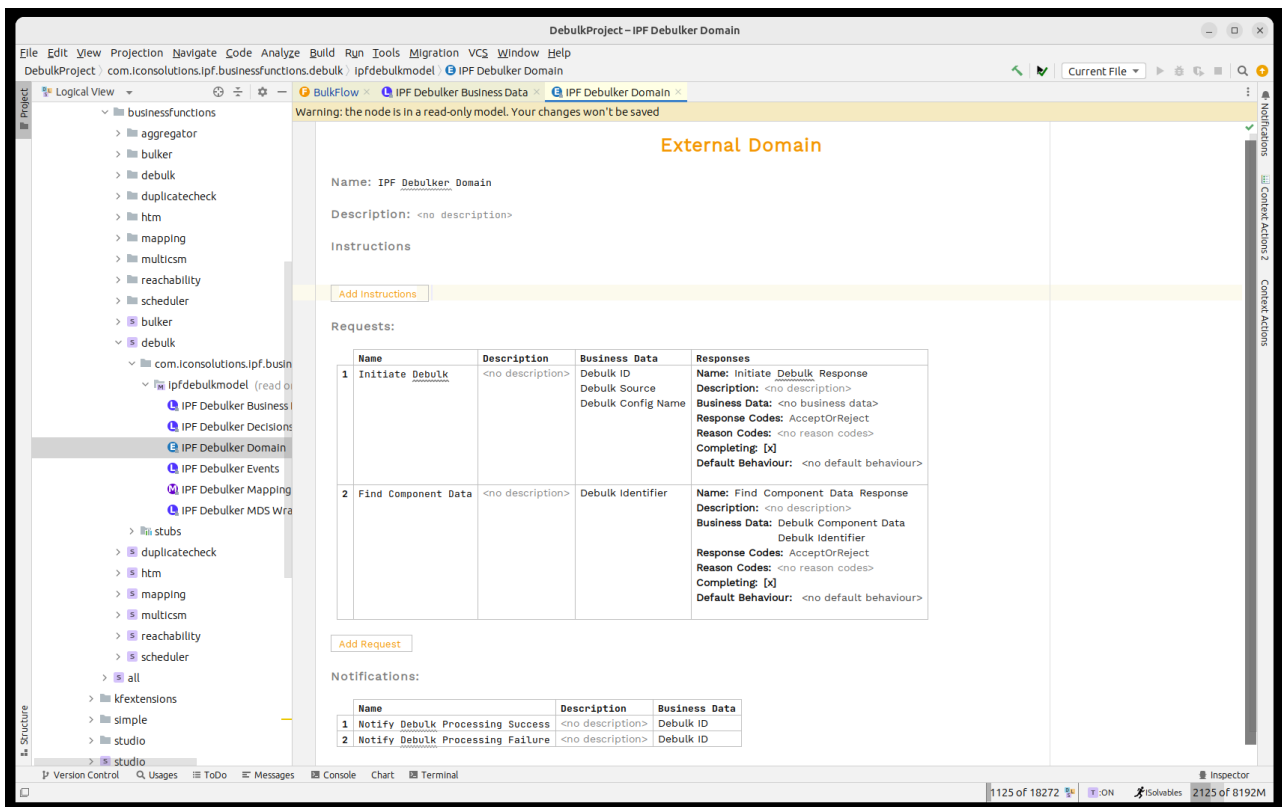 DebulkProject – IPF Debulker Domain
File Edit View Projection Navigate Code Analyze Build Run Tools Migration VCS Window Help
DebulkProject com.iconsolutions.ipf.businessfunctions.debulk ipfdebulkmodel IPF Debulker Domain
Current File
Project
Logical View
BulkFlow
IPF Debulker Business Data
IPF Debulker Domain
Warning: the node is in a read-only model. Your changes won't be saved
businessfunctions
aggregator
bulker
debulk
duplicatecheck
htm
mapping
multicsm
reachability
scheduler
bulker
debulk
com.iconsolutions.ipf.busin
ipfdebulkmodel (read o
IPF Debulker Business
IPF Debulker Decisions
IPF Debulker Domain
IPF Debulker Events
IPF Debulker Mapping
IPF Debulker MDS Wra
stubs
duplicatecheck
htm
mapping
multicsm
reachability
scheduler
all
kfextensions
simple
studio
studio
Structure
External Domain
Name: IPF Debulker Domain
Description: <no description>
Instructions
Add Instructions
Requests:
Name Description Business Data Responses
1 Initiate Debulk <no description> Debulk ID Name: Initiate Debulk Response
Debulk Source Description: <no description>
Debulk Config Name Business Data: <no business data>
Response Codes: AcceptOrReject
Reason Codes: <no reason codes>
Completing: [x]
Default Behaviour: <no default behaviour>
2 Find Component Data <no description> Debulk Identifier Name: Find Component Data Response
Description: <no description>
Business Data: Debulk Component Data
Debulk Identifier
Response Codes: AcceptOrReject
Reason Codes: <no reason codes>
Completing: [x]
Default Behaviour: <no default behaviour>
Add Request
Notifications:
Name Description Business Data
1 Notify Debulk Processing Success <no description> Debulk ID
2 Notify Debulk Processing Failure <no description> Debulk ID
Notifications
Context Actions 2
Context Actions
Version Control Usages ToDo Messages Console Chart Terminal Inspector
1125 of 18272 T :ON ISolvables 2125 of 8192M